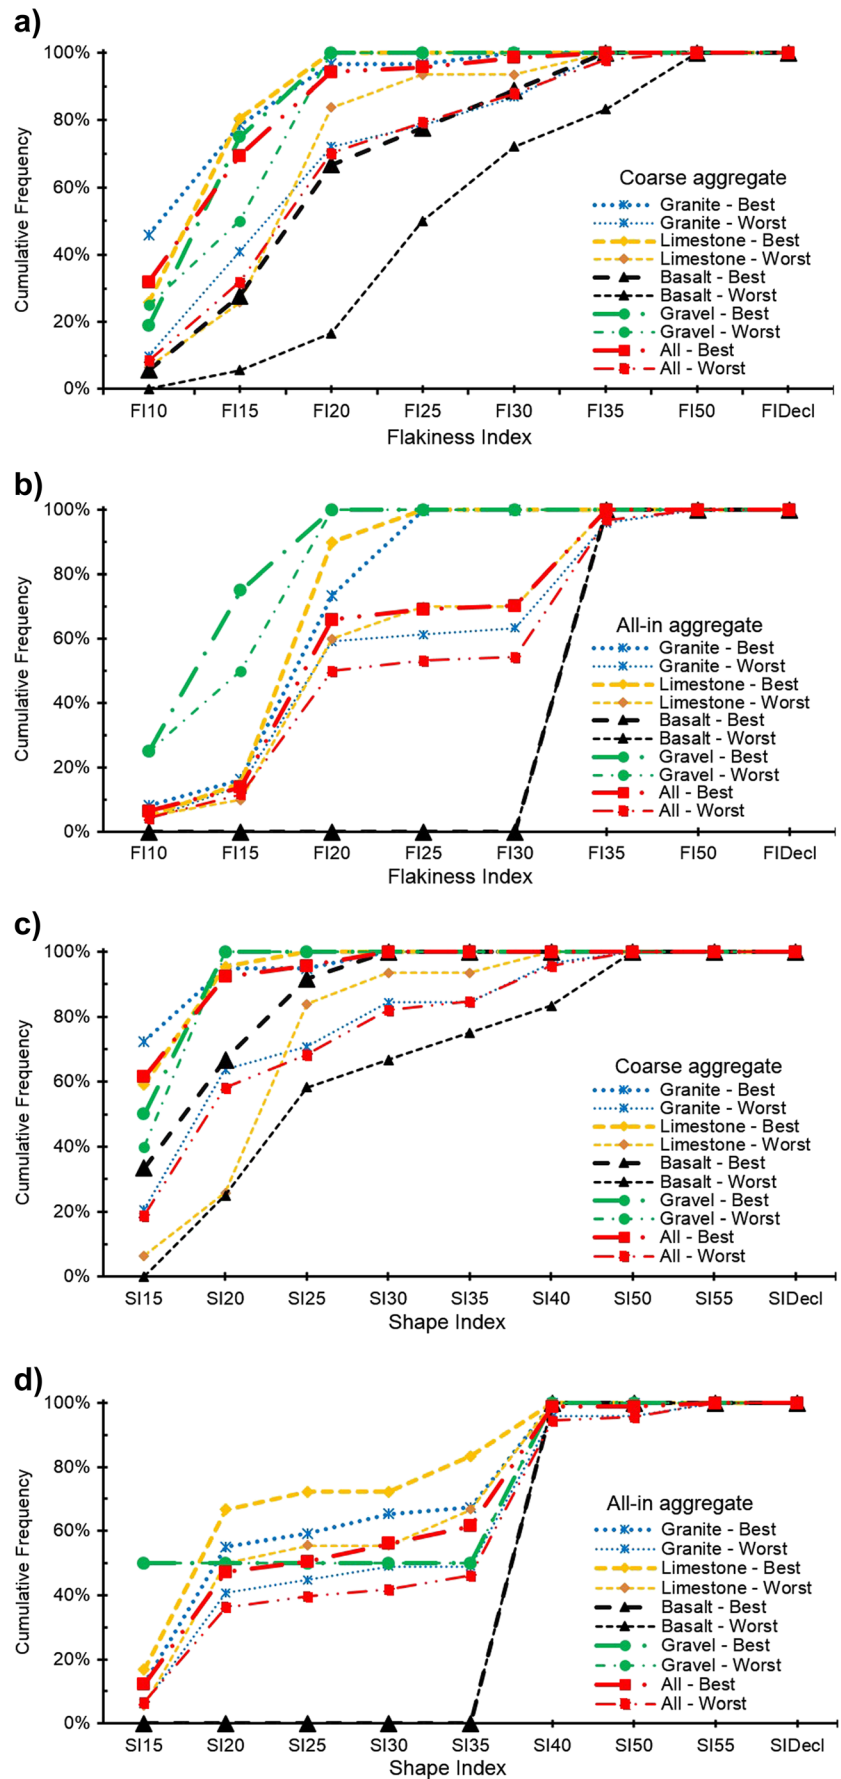 a)
100%
80%
60%
40%
20%
0%
Cumulative Frequency
Coarse aggregate
Granite - Best
Granite - Worst
Limestone - Best
Limestone - Worst
Basalt - Best
Basalt - Worst
Gravel - Best
Gravel - Worst
All - Best
All - Worst
FI10 FI15 FI20 FI25 FI30 FI35 FI50 FIDecl
Flakiness Index
b)
100%
80%
60%
40%
20%
0%
Cumulative Frequency
All-in aggregate
Granite - Best
Granite - Worst
Limestone - Best
Limestone - Worst
Basalt - Best
Basalt - Worst
Gravel - Best
Gravel - Worst
All - Best
All - Worst
FI10 FI15 FI20 FI25 FI30 FI35 FI50 FIDecl
Flakiness Index
c)
100%
80%
60%
40%
20%
0%
Cumulative Frequency
Coarse aggregate
Granite - Best
Granite - Worst
Limestone - Best
Limestone - Worst
Basalt - Best
Basalt - Worst
Gravel - Best
Gravel - Worst
All - Best
All - Worst
SI15 SI20 SI25 SI30 SI35 SI40 SI50 SI55 SIDecl
Shape Index
d)
100%
80%
60%
40%
20%
0%
Cumulative Frequency
All-in aggregate
Granite - Best
Granite - Worst
Limestone - Best
Limestone - Worst
Basalt - Best
Basalt - Worst
Gravel - Best
Gravel - Worst
All - Best
All - Worst
SI15 SI20 SI25 SI30 SI35 SI40 SI50 SI55 SIDecl
Shape Index